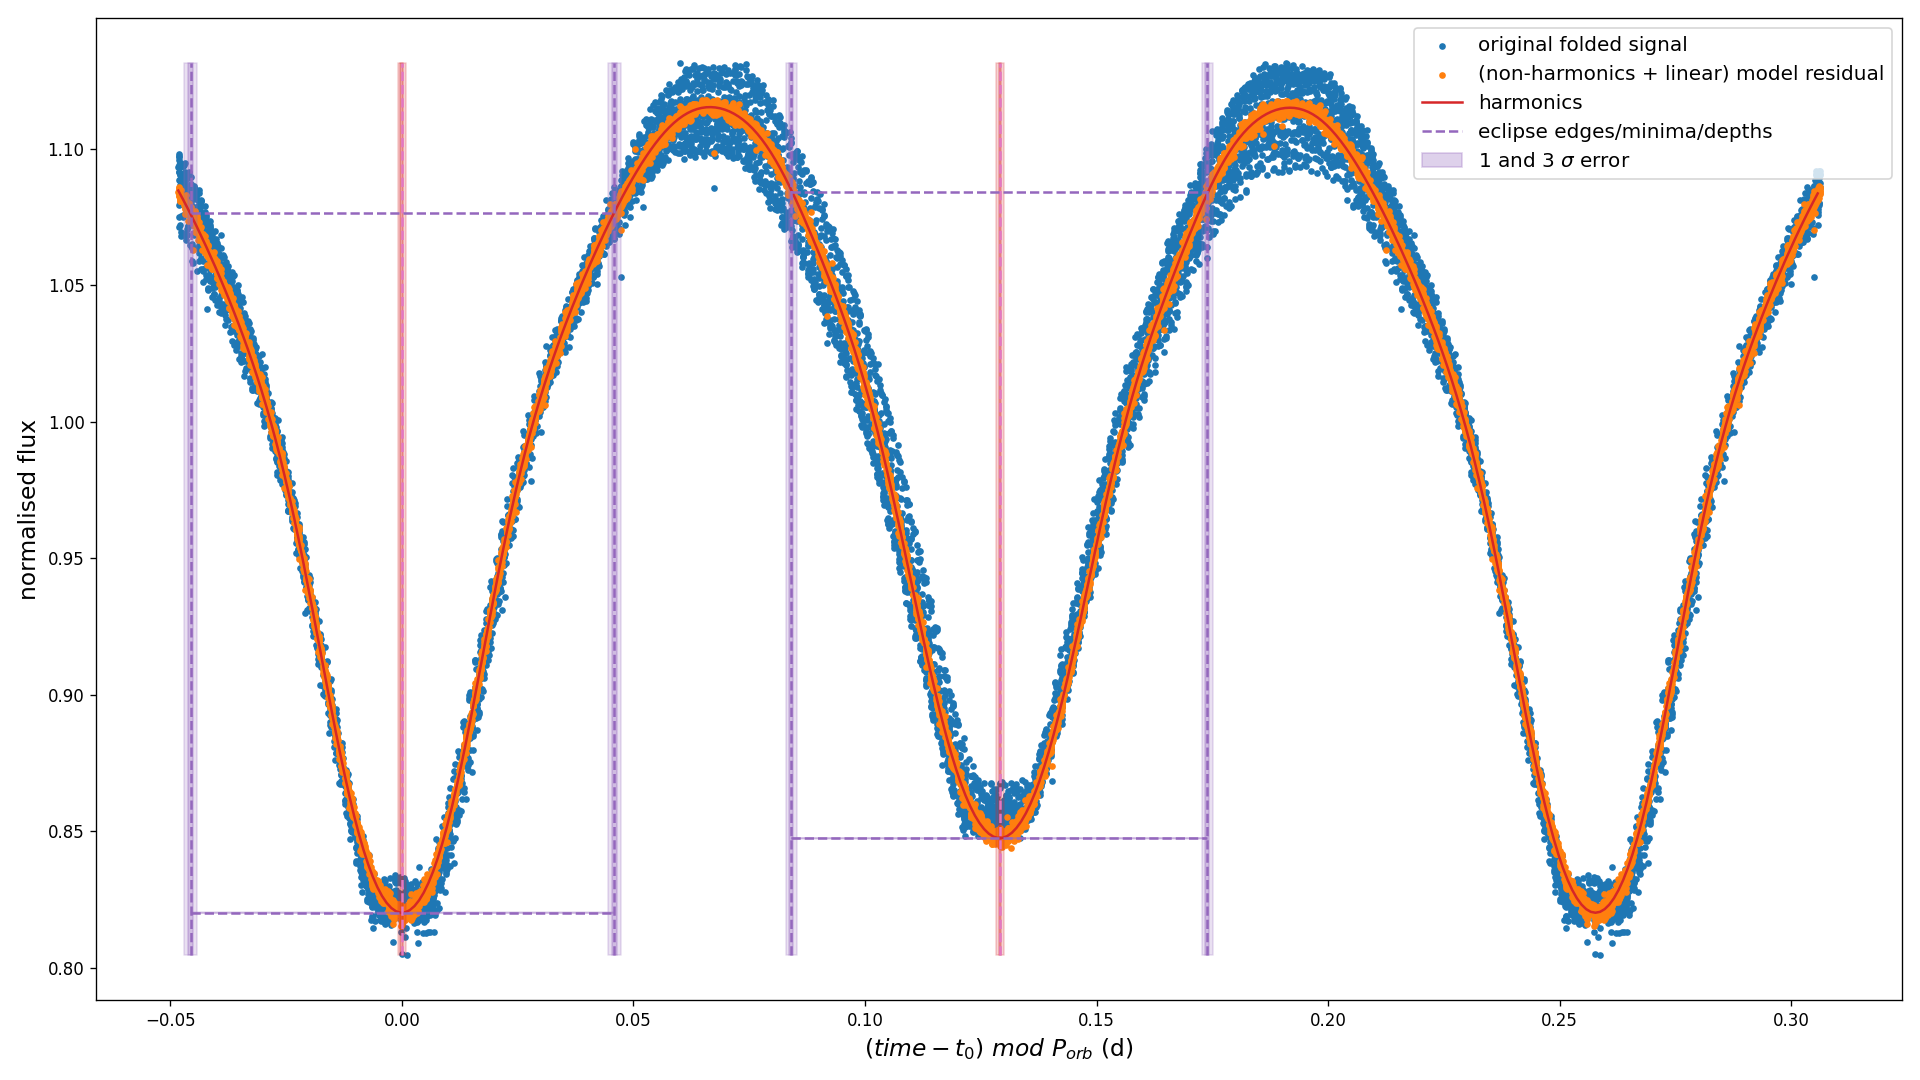 original folded signal
(non-harmonics + linear) model residual
harmonics
eclipse edges/minima/depths
1 and 3 σ error
normalised flux
1.10
1.05
1.00
0.95
0.90
0.85
0.80
−0.05 0.00 0.05 0.10 0.15 0.20 0.25 0.30
(time − t₀) mod Pₒᵣb (d)